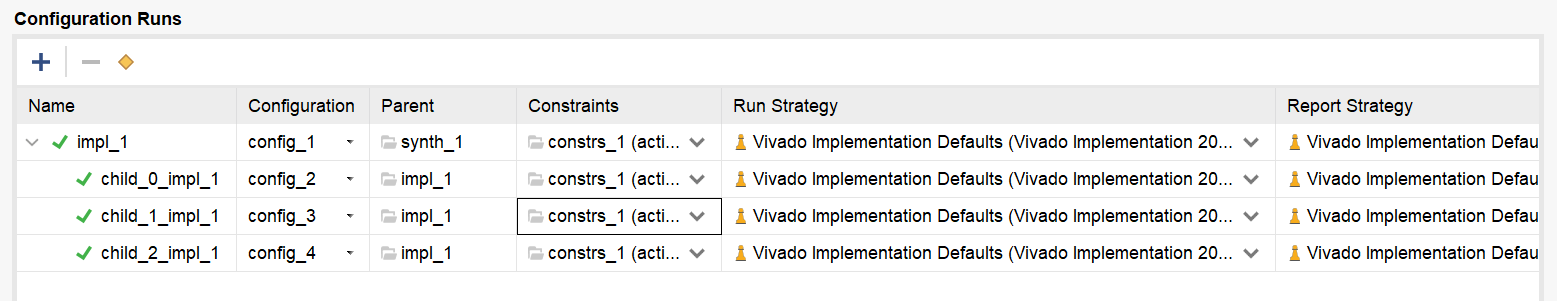 Configuration Runs
Name Configuration Parent Constraints Run Strategy Report Strategy
impl_1 config_1 synth_1 constrs_1 (acti... Vivado Implementation Defaults (Vivado Implementation 20... Vivado Implementation Defau
child_0_impl_1 config_2 impl_1 constrs_1 (acti... Vivado Implementation Defaults (Vivado Implementation 20... Vivado Implementation Defau
child_1_impl_1 config_3 impl_1 constrs_1 (acti... Vivado Implementation Defaults (Vivado Implementation 20... Vivado Implementation Defau
child_2_impl_1 config_4 impl_1 constrs_1 (acti... Vivado Implementation Defaults (Vivado Implementation 20... Vivado Implementation Defau